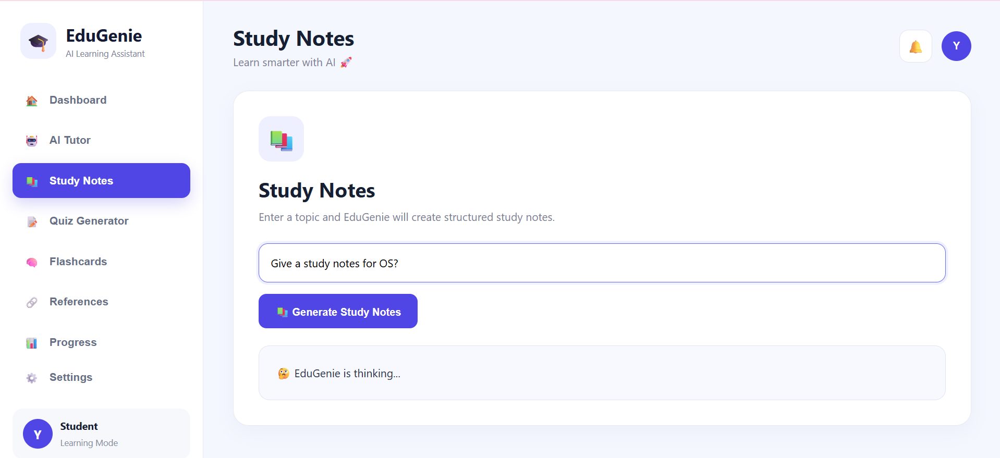 EduGenie
AI Learning Assistant
Dashboard
AI Tutor
Study Notes
Quiz Generator
Flashcards
References
Progress
Settings
Y
Student
Learning Mode
Study Notes
Learn smarter with AI 🚀
Y
Study Notes
Enter a topic and EduGenie will create structured study notes.
Give a study notes for OS?
Generate Study Notes
EduGenie is thinking...